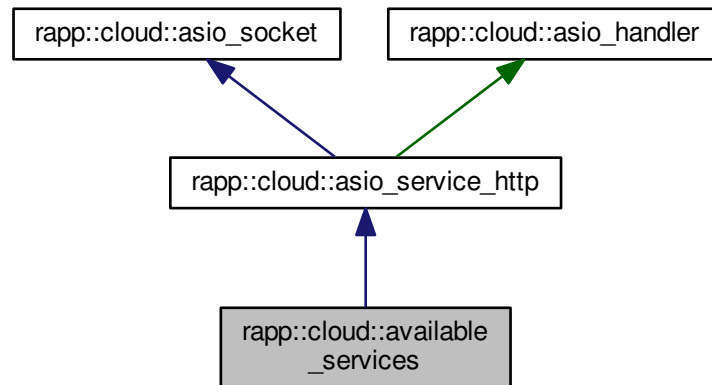 rapp::cloud::asio_socket
rapp::cloud::asio_handler
rapp::cloud::asio_service_http
rapp::cloud::available
_services